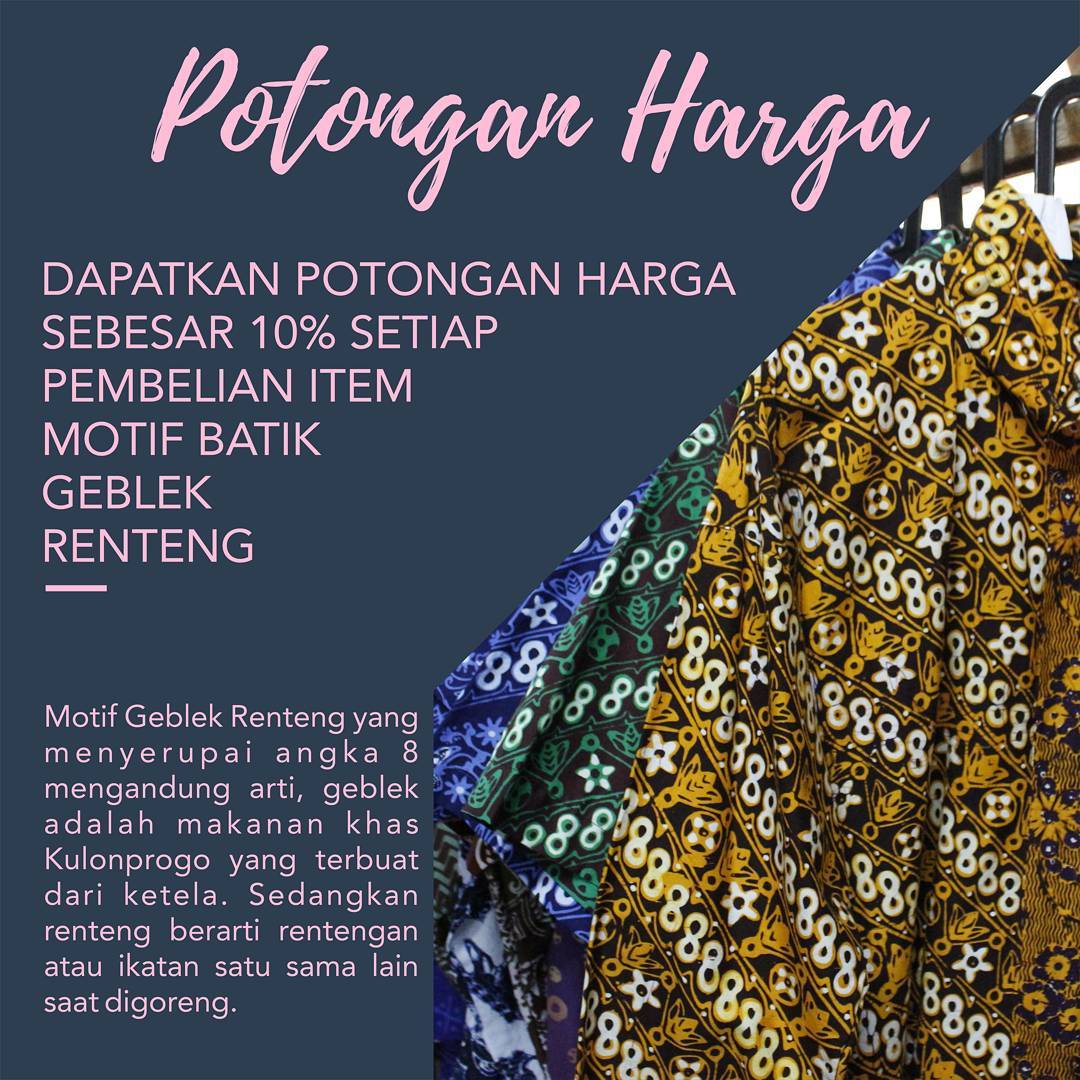 Potongan Harga
DAPATKAN POTONGAN HARGA
SEBESAR 10% SETIAP
PEMBELIAN ITEM
MOTIF BATIK
GEBLEK
RENTENG
Motif Geblek Renteng yang
menyerupai angka 8
mengandung arti, geblek
adalah makanan khas
Kulonprogo yang terbuat
dari ketela. Sedangkan
renteng berarti rentengan
atau ikatan satu sama lain
saat digoreng.